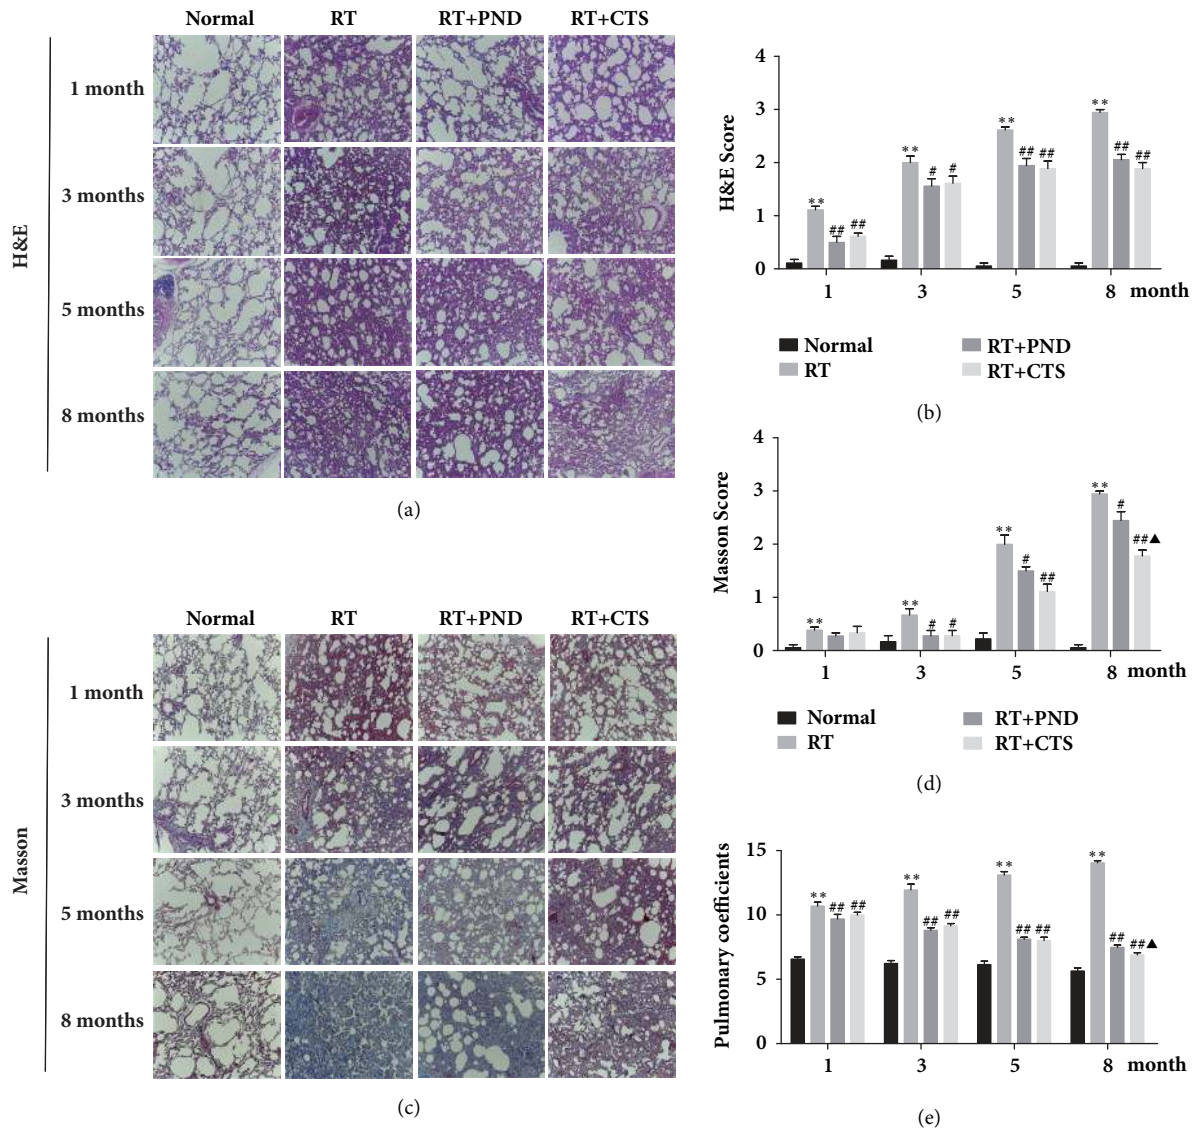 Normal RT RT+PND RT+CTS
H&E
1 month
3 months
5 months
8 months
(a)
4
3
2
1
0
H&E Score
** ## ##
** # #
** ## ##
** ## ##
1 3 5 8 month
Normal RT+PND
RT RT+CTS
(b)
Normal RT RT+PND RT+CTS
Masson
1 month
3 months
5 months
8 months
(c)
4
3
2
1
0
Masson Score
**
** # #
** # ##
** # ##▲
1 3 5 8 month
Normal RT+PND
RT RT+CTS
(d)
15
10
5
0
Pulmonary coefficients
** ## ##
** ## ##
** ## ##
** ## ##▲
1 3 5 8 month
(e)